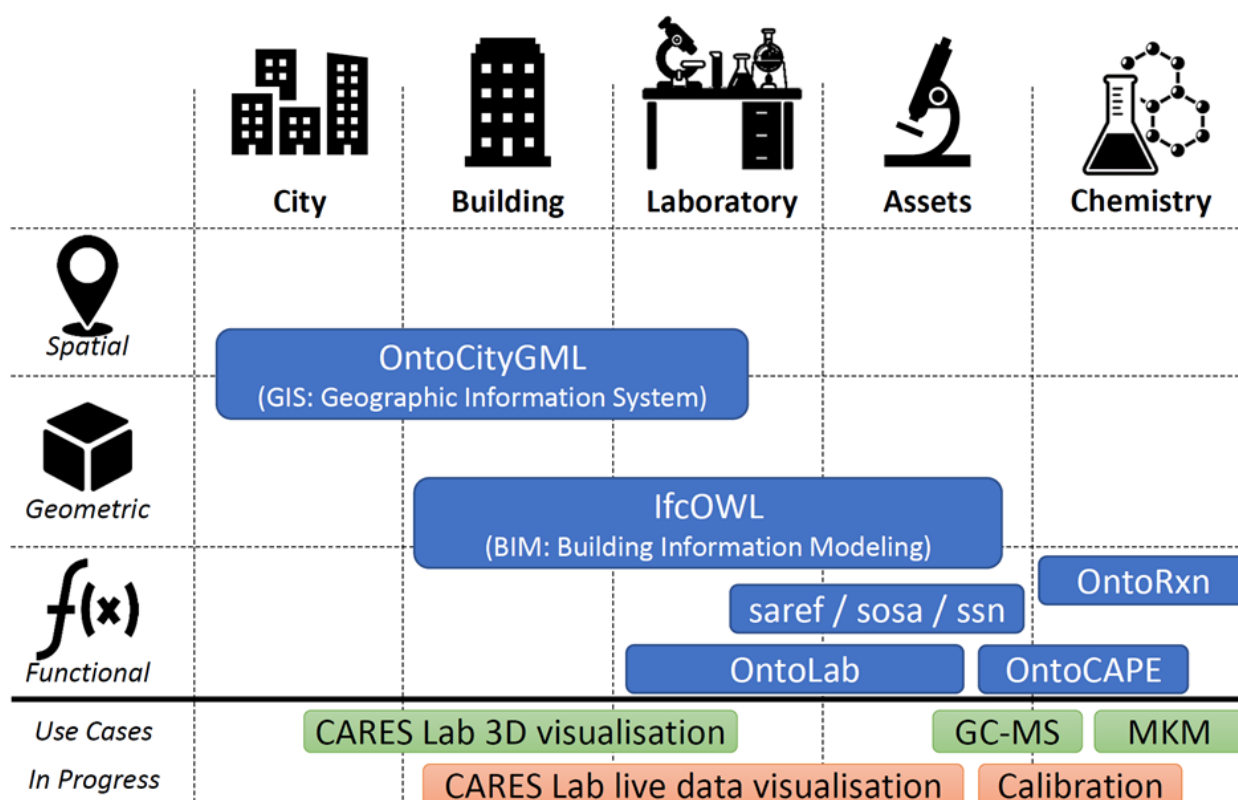 City
Building
Laboratory
Assets
Chemistry
Spatial
OntoCityGML
(GIS: Geographic Information System)
Geometric
IfcOWL
(BIM: Building Information Modeling)
f(x)
OntoRxn
saref / sosa / ssn
Functional
OntoLab
OntoCAPE
Use Cases
CARES Lab 3D visualisation
GC-MS
MKM
In Progress
CARES Lab live data visualisation
Calibration